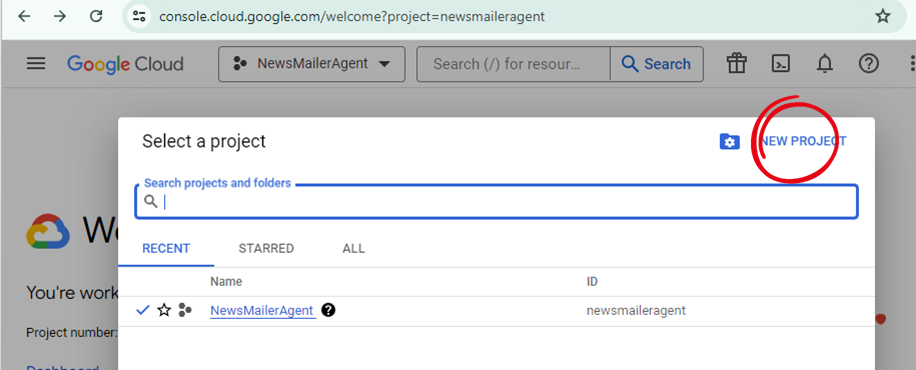 console.cloud.google.com/welcome?project=newsmaileragent
Google Cloud NewsMailerAgent Search (/) for resour... Search
Select a project NEW PROJECT
Search projects and folders
RECENT STARRED ALL
Name ID
NewsMailerAgent newsmaileragent
You're work
Project number:
Dashboard